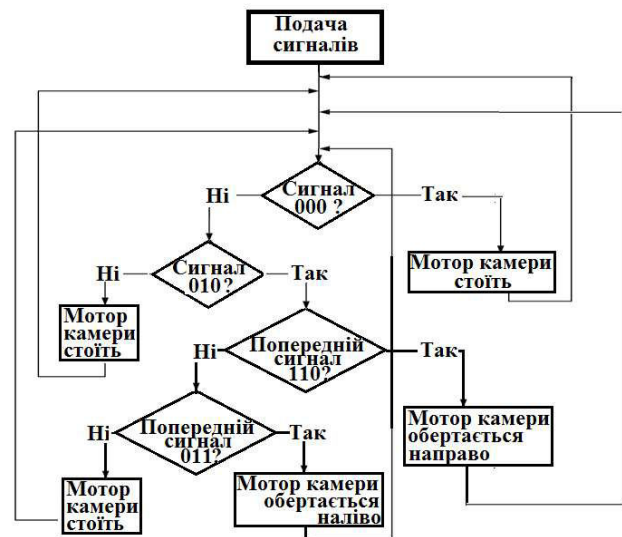 Подача
сигналів
Сигнал
000 ?
Ні
Так
Сигнал
010 ?
Ні
Так
Мотор камери
стоїть
Мотор
камери
стоїть
Попередній
сигнал
110?
Ні
Так
Попередній
сигнал
011?
Ні
Так
Мотор камери
обертається
направо
Мотор
камери
стоїть
Мотор камери
обертається
наліво